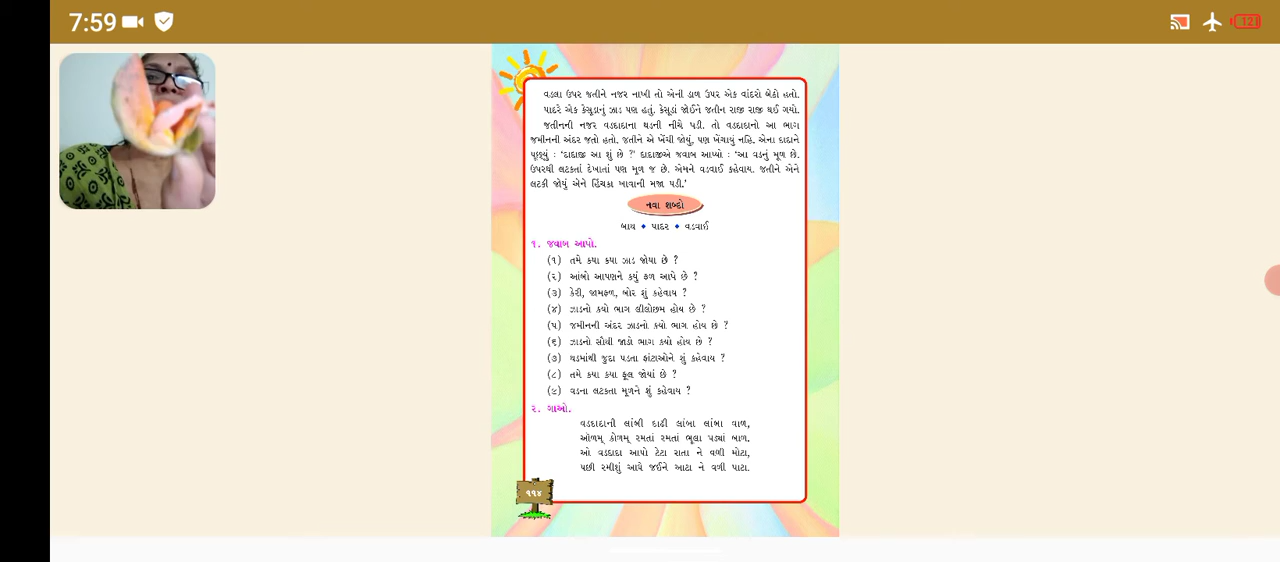 7:59
12
વડલા ઉપર જતીને નજર નાખી તો એની ડાળ ઉપર એક વાંદરો બેઠો હતો.
પાદરે એક કેસુડાનું ઝાડ પણ હતું. કેસુડાં જોઈને જતીન રાજી રાજી થઈ ગયો.
જતીનની નજર વડદાદાના થડની નીચે પડી. તો વડદાદાનો આ ભાગ
જમીનની અંદર જતો હતો. જતીને એ ખેંચી જોયું, પણ ખેંચાયું નહિ. એના દાદાને
પૂછ્યું : ‘દાદાજી આ શું છે ?’ દાદાજીએ જવાબ આપ્યો : ‘આ વડનું મૂળ છે.
ઉપરથી લટકતાં દેખાતાં પણ મૂળ જ છે. એમને વડવાઈ કહેવાય. જતીને એને
લટકી જોયું એને હિંચકા ખાવાની મજા પડી.’
નવા શબ્દો
બાય ◆ પાદર ◆ વડવાઈ
૧. જવાબ આપો.
(૧) તમે કયા કયા ઝાડ જોયા છે ?
(૨) આંબો આપણને કયું ફળ આપે છે ?
(૩) કેરી, જામફળ, બોર શું કહેવાય ?
(૪) ઝાડનો કયો ભાગ લીલોછમ હોય છે ?
(૫) જમીનની અંદર ઝાડનો કયો ભાગ હોય છે ?
(૬) ઝાડનો સૌથી જાડો ભાગ કયો હોય છે ?
(૭) થડમાંથી જુદા પડતા ફાંટાઓને શું કહેવાય ?
(૮) તમે કયા કયા ફૂલ જોયાં છે ?
(૯) વડના લટકતા મૂળને શું કહેવાય ?
૨. ગાઓ.
વડદાદાની લાંબી દાઢી લાંબા લાંબા વાળ,
ઓળમ્ કોળમ્ રમતાં રમતાં ભૂલા પડ્યાં બાળ.
ઓ વડદાદા આપો ટેટા રાતા ને વળી મોટા,
પછી રમીશું આવે જઈને આટા ને વળી પાટા.
૧૧૪